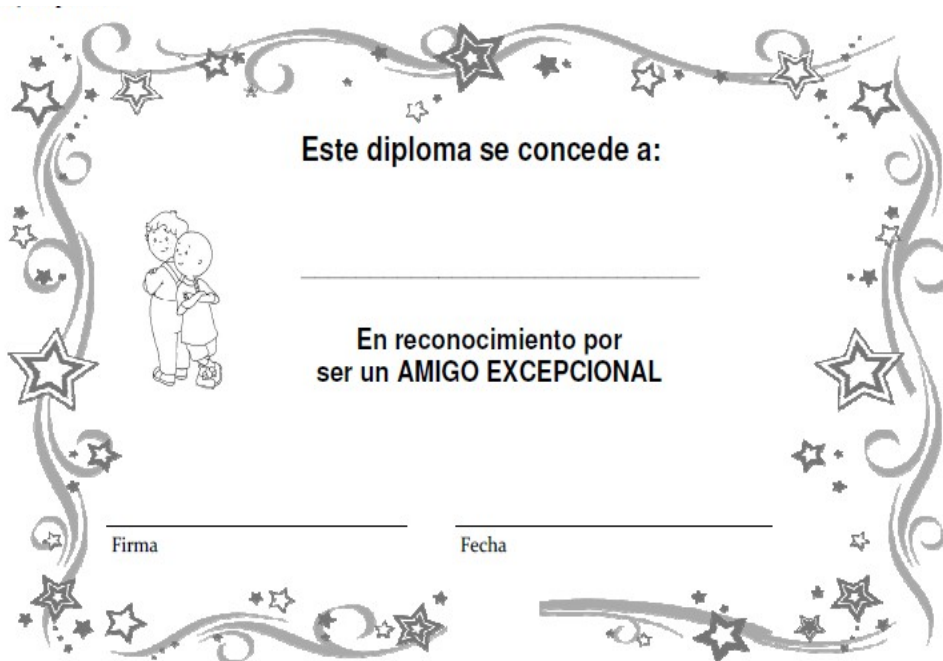 Este diploma se concede a:
En reconocimiento por
ser un AMIGO EXCEPCIONAL
Firma
Fecha